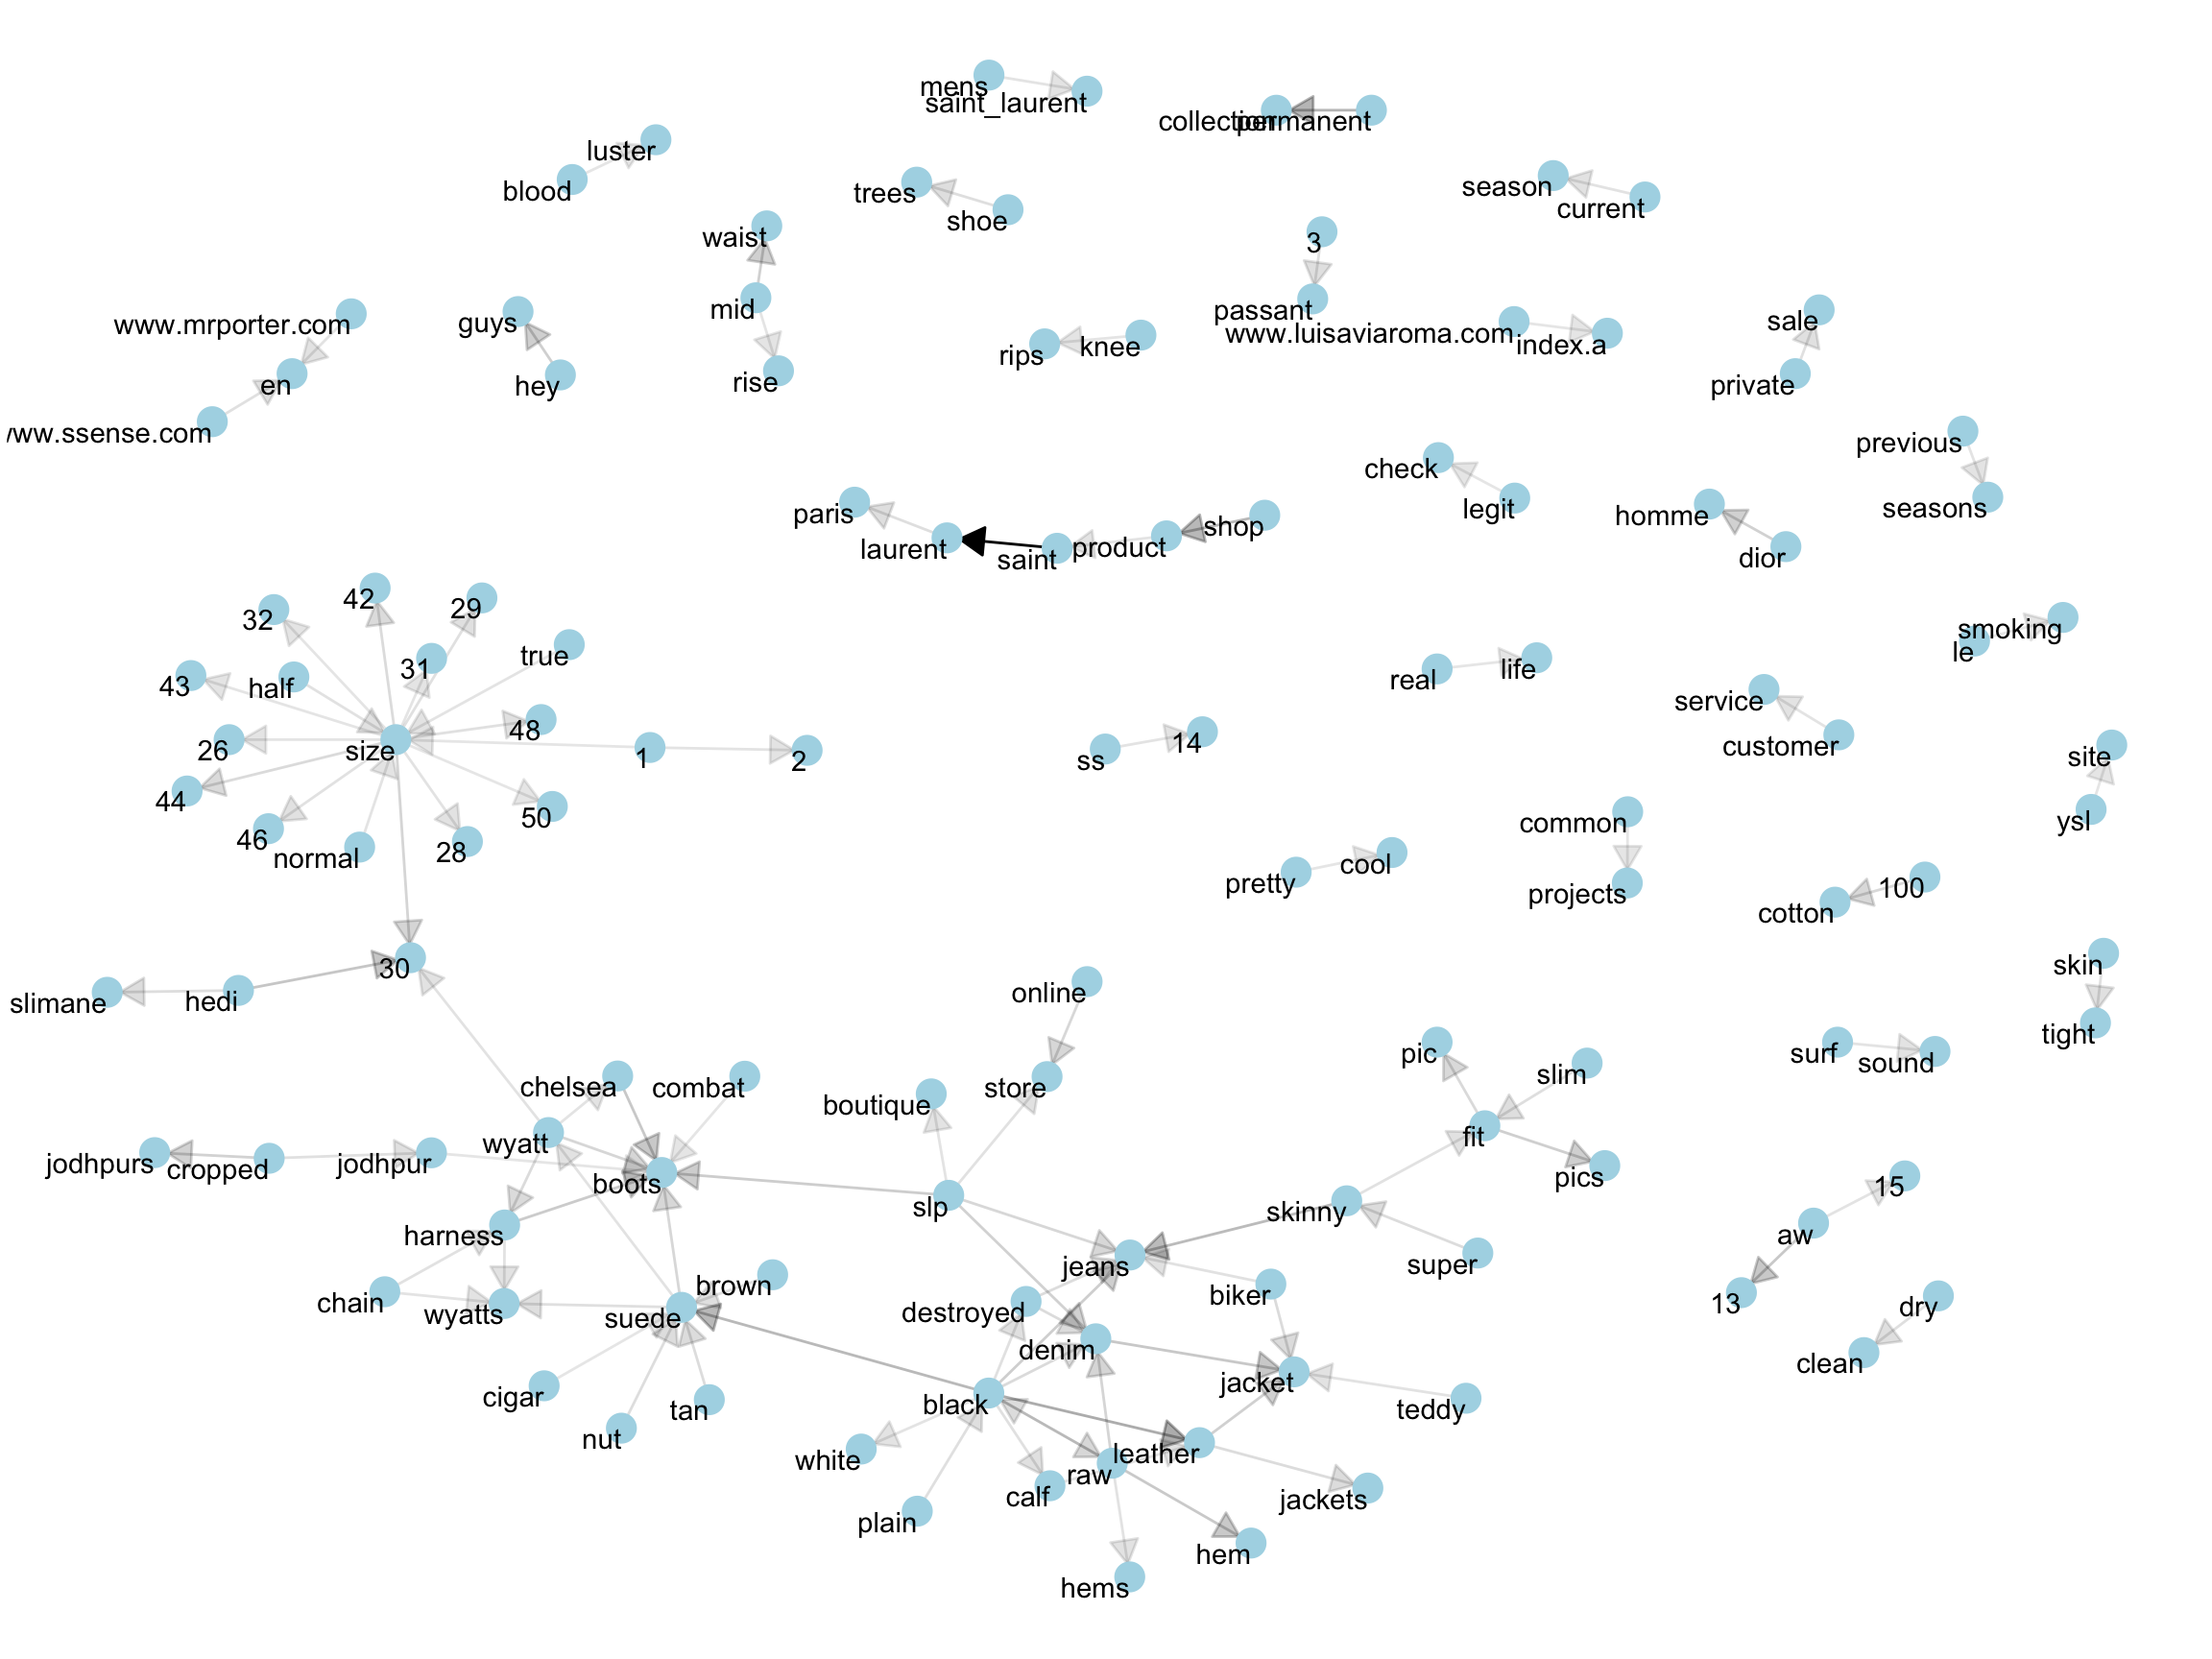 mens
saint_laurent
collection
permanent
luster
blood
trees
shoe
season
current
waist
3
mid
passant
www.mrporter.com
guys
rips
knee
www.luisaviaroma.com
index.a
sale
en
hey
rise
private
www.ssense.com
previous
check
seasons
paris
legit
homme
laurent
saint
product
shop
dior
42
29
32
true
smoking
le
31
43
half
real
life
service
48
26
size
1
2
ss
14
customer
site
44
50
46
normal
28
common
ysl
pretty
cool
projects
cotton
100
30
slimane
hedi
online
skin
tight
pic
slim
surf
sound
chelsea
combat
boutique
store
wyatt
fit
jodhpurs
cropped
jodhpur
boots
pics
15
slp
skinny
harness
aw
jeans
super
brown
biker
chain
wyatts
suede
destroyed
13
dry
denim
clean
cigar
tan
black
jacket
teddy
nut
white
raw
leather
calf
jackets
plain
hem
hems